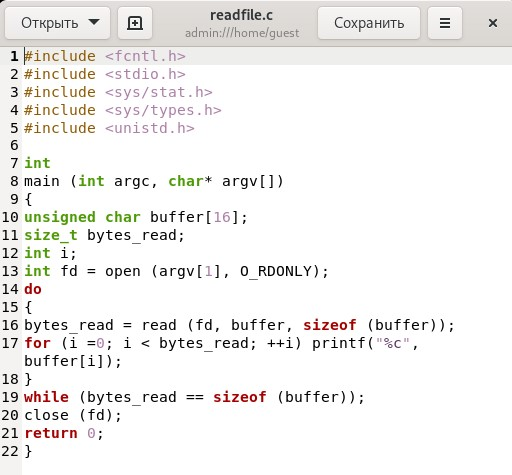 Открыть
readfile.c
admin:///home/guest
Сохранить
1 #include <fcntl.h>
2 #include <stdio.h>
3 #include <sys/stat.h>
4 #include <sys/types.h>
5 #include <unistd.h>
6
7 int
8 main (int argc, char* argv[])
9 {
10 unsigned char buffer[16];
11 size_t bytes_read;
12 int i;
13 int fd = open (argv[1], O_RDONLY);
14 do
15 {
16 bytes_read = read (fd, buffer, sizeof (buffer));
17 for (i =0; i < bytes_read; ++i) printf("%c",
buffer[i]);
18 }
19 while (bytes_read == sizeof (buffer));
20 close (fd);
21 return 0;
22 }